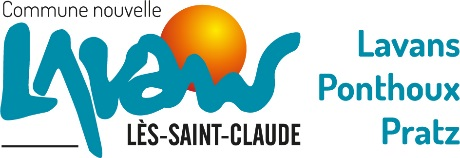 Commune nouvelle
Lavans
LÈS-SAINT-CLAUDE
Lavans
Ponthoux
Pratz